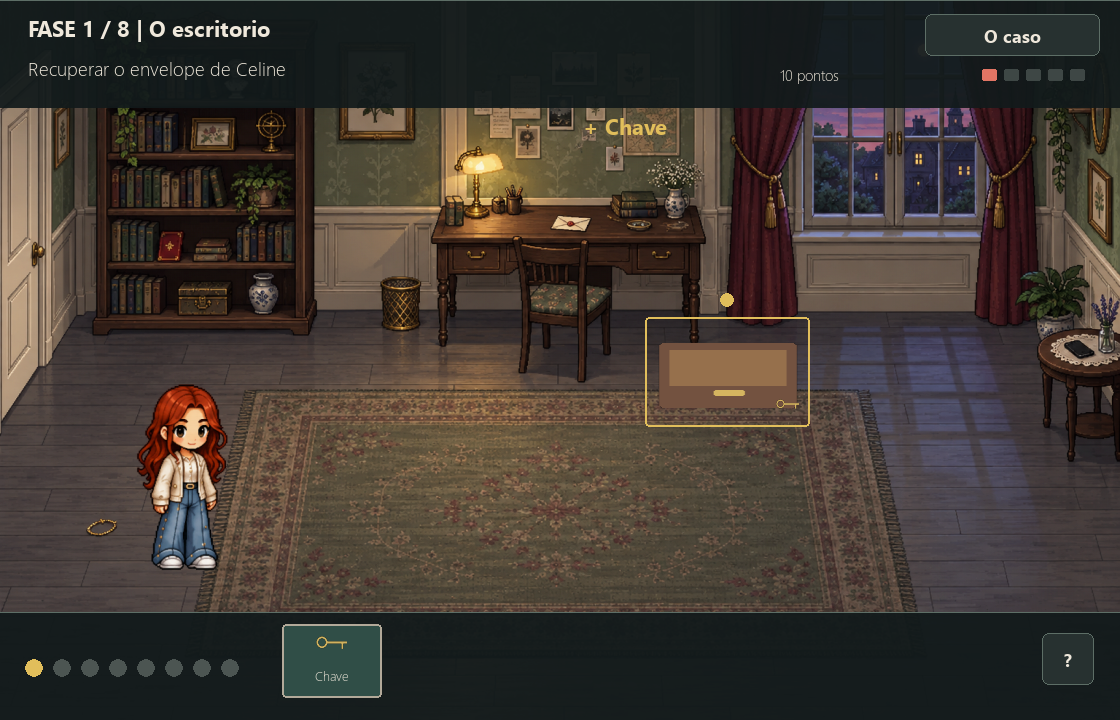 FASE 1 / 8 | O escritorio
O caso
Recuperar o envelope de Celine
10 pontos
+ Chave
Chave
?